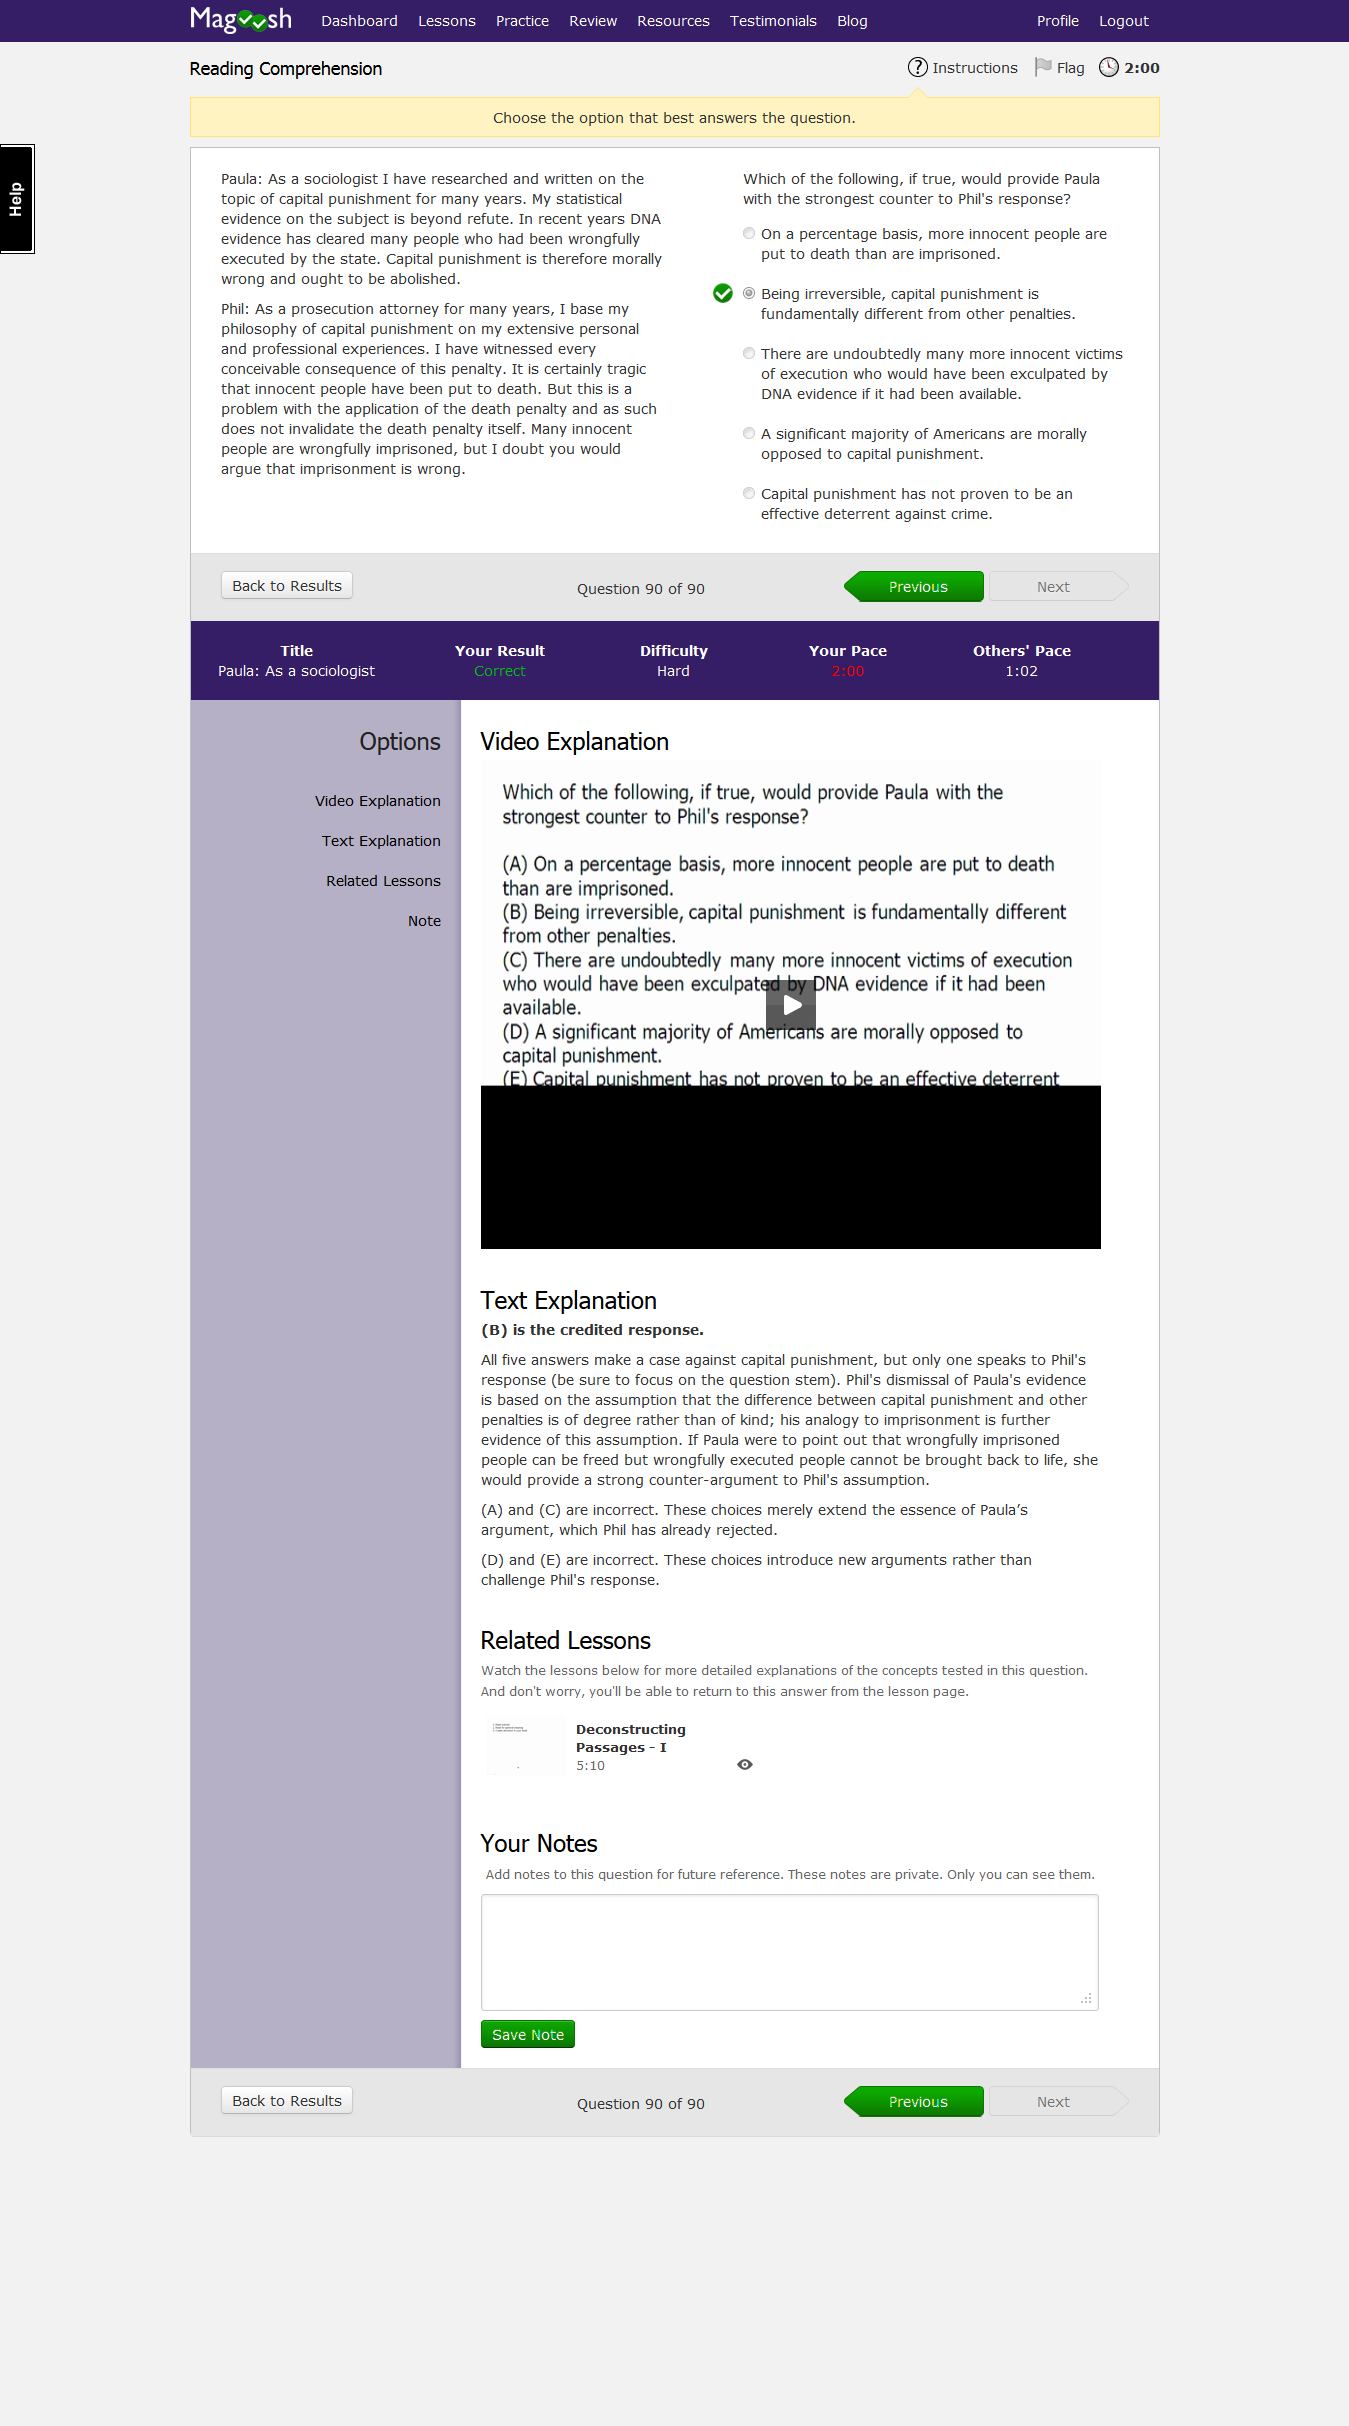 Magoosh Dashboard Lessons Practice Review Resources Testimonials Blog Profile Logout
Reading Comprehension
? Instructions Flag 2:00
Choose the option that best answers the question.
Help
Paula: As a sociologist I have researched and written on the
topic of capital punishment for many years. My statistical
evidence on the subject is beyond refute. In recent years DNA
evidence has cleared many people who had been wrongfully
executed by the state. Capital punishment is therefore morally
wrong and ought to be abolished.
Phil: As a prosecution attorney for many years, I base my
philosophy of capital punishment on my extensive personal
and professional experiences. I have witnessed every
conceivable consequence of this penalty. It is certainly tragic
that innocent people have been put to death. But this is a
problem with the application of the death penalty and as such
does not invalidate the death penalty itself. Many innocent
people are wrongfully imprisoned, but I doubt you would
argue that imprisonment is wrong.
Which of the following, if true, would provide Paula
with the strongest counter to Phil's response?
On a percentage basis, more innocent people are
put to death than are imprisoned.
Being irreversible, capital punishment is
fundamentally different from other penalties.
There are undoubtedly many more innocent victims
of execution who would have been exculpated by
DNA evidence if it had been available.
A significant majority of Americans are morally
opposed to capital punishment.
Capital punishment has not proven to be an
effective deterrent against crime.
Back to Results Question 90 of 90 Previous Next
Title Your Result Difficulty Your Pace Others' Pace
Paula: As a sociologist Correct Hard 2:00 1:02
Options
Video Explanation
Text Explanation
Related Lessons
Note
Video Explanation
Which of the following, if true, would provide Paula with the
strongest counter to Phil's response?
(A) On a percentage basis, more innocent people are put to death
than are imprisoned.
(B) Being irreversible, capital punishment is fundamentally different
from other penalties.
(C) There are undoubtedly many more innocent victims of execution
who would have been exculpated by DNA evidence if it had been
available.
(D) A significant majority of Americans are morally opposed to
capital punishment.
(E) Capital punishment has not proven to be an effective deterrent
Text Explanation
(B) is the credited response.
All five answers make a case against capital punishment, but only one speaks to Phil's
response (be sure to focus on the question stem). Phil's dismissal of Paula's evidence
is based on the assumption that the difference between capital punishment and other
penalties is of degree rather than of kind; his analogy to imprisonment is further
evidence of this assumption. If Paula were to point out that wrongfully imprisoned
people can be freed but wrongfully executed people cannot be brought back to life, she
would provide a strong counter-argument to Phil's assumption.
(A) and (C) are incorrect. These choices merely extend the essence of Paula’s
argument, which Phil has already rejected.
(D) and (E) are incorrect. These choices introduce new arguments rather than
challenge Phil's response.
Related Lessons
Watch the lessons below for more detailed explanations of the concepts tested in this question.
And don't worry, you'll be able to return to this answer from the lesson page.
Deconstructing
Passages - I
5:10
Your Notes
Add notes to this question for future reference. These notes are private. Only you can see them.
Save Note
Back to Results Question 90 of 90 Previous Next